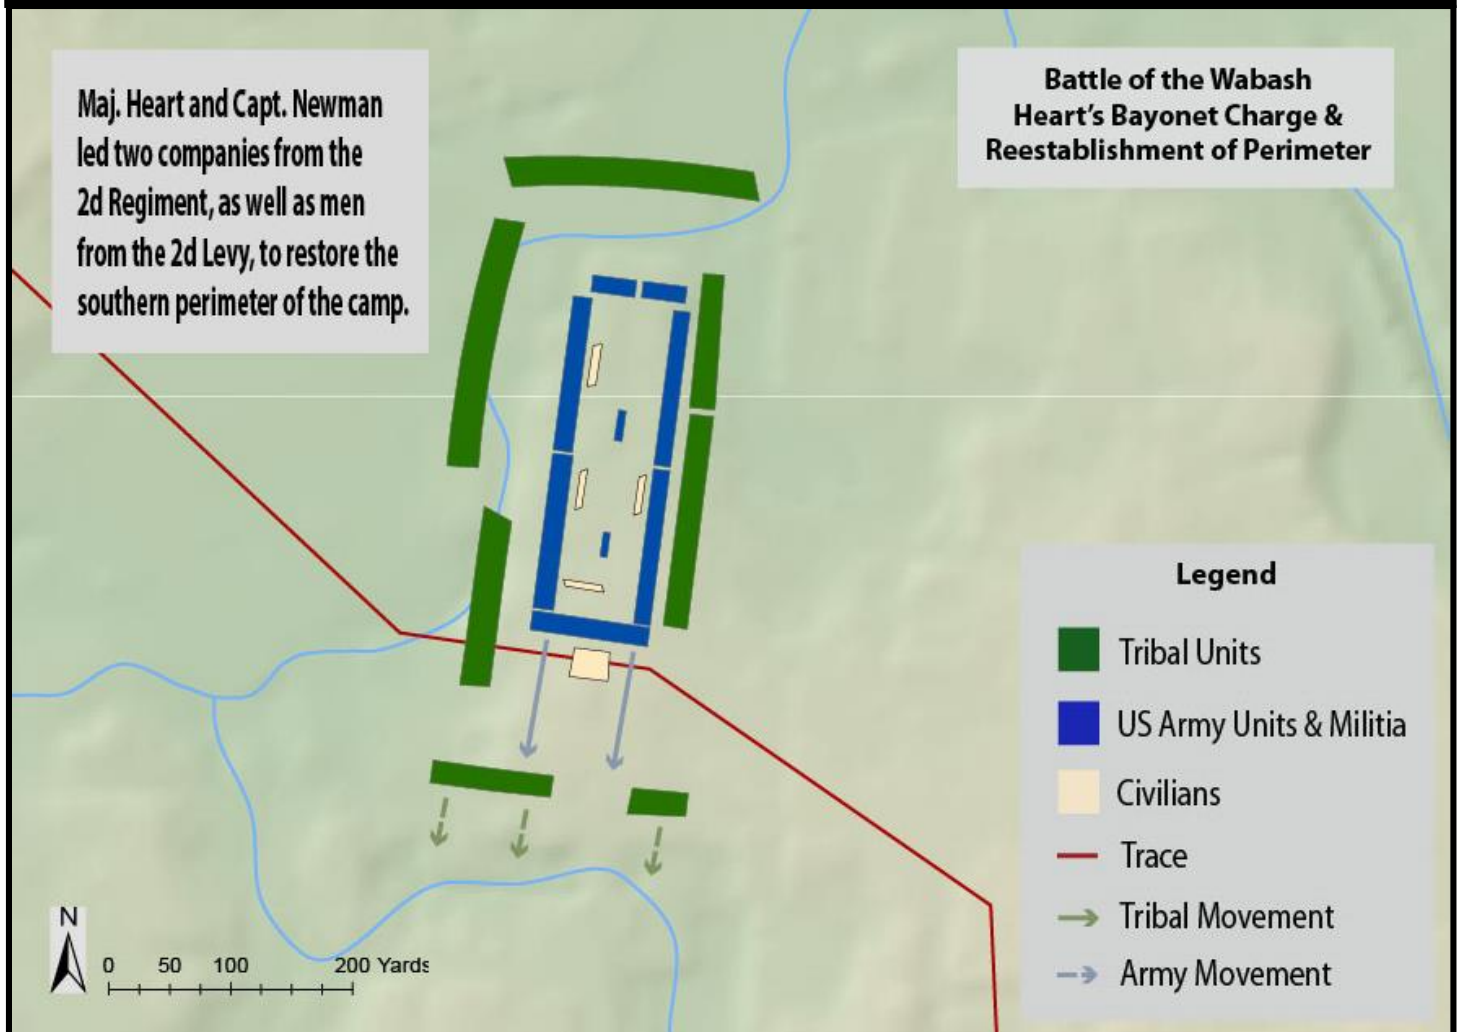 Maj. Heart and Capt. Newman
led two companies from the
2d Regiment, as well as men
from the 2d Levy, to restore the
southern perimeter of the camp.
Battle of the Wabash
Heart's Bayonet Charge &
Reestablishment of Perimeter
Legend
Tribal Units
US Army Units & Militia
Civilians
Trace
Tribal Movement
Army Movement
N
0 50 100 200 Yards